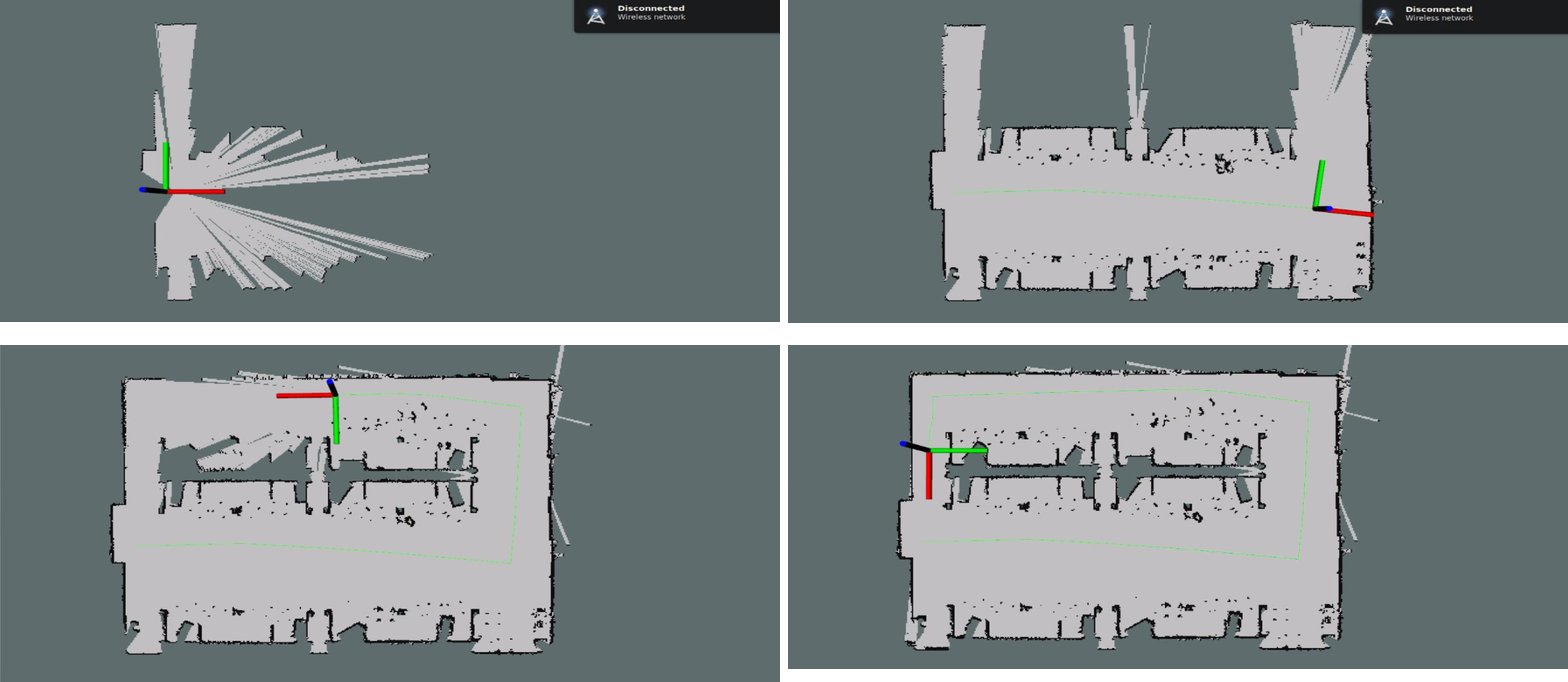 Disconnected
Wireless network
Disconnected
Wireless network